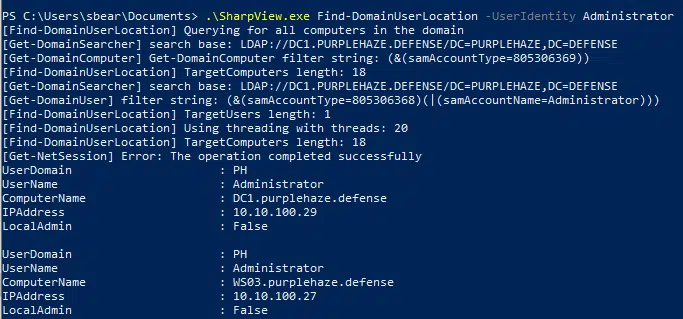 PS C:\Users\sbear\Documents> .\SharpView.exe Find-DomainUserLocation -UserIdentity Administrator
[Find-DomainUserLocation] Querying for all computers in the domain
[Get-DomainSearcher] search base: LDAP://DC1.PURPLEHAZE.DEFENSE/DC=PURPLEHAZE,DC=DEFENSE
[Get-DomainComputer] Get-DomainComputer filter string: (&(samAccountType=805306369))
[Find-DomainUserLocation] TargetComputers length: 18
[Get-DomainSearcher] search base: LDAP://DC1.PURPLEHAZE.DEFENSE/DC=PURPLEHAZE,DC=DEFENSE
[Get-DomainUser] filter string: (&(samAccountType=805306368)(|(samAccountName=Administrator)))
[Find-DomainUserLocation] TargetUsers length: 1
[Find-DomainUserLocation] Using threading with threads: 20
[Find-DomainUserLocation] TargetComputers length: 18
[Get-NetSession] Error: The operation completed successfully
UserDomain : PH
UserName : Administrator
ComputerName : DC1.purplehaze.defense
IPAddress : 10.10.100.29
LocalAdmin : False

UserDomain : PH
UserName : Administrator
ComputerName : WS03.purplehaze.defense
IPAddress : 10.10.100.27
LocalAdmin : False